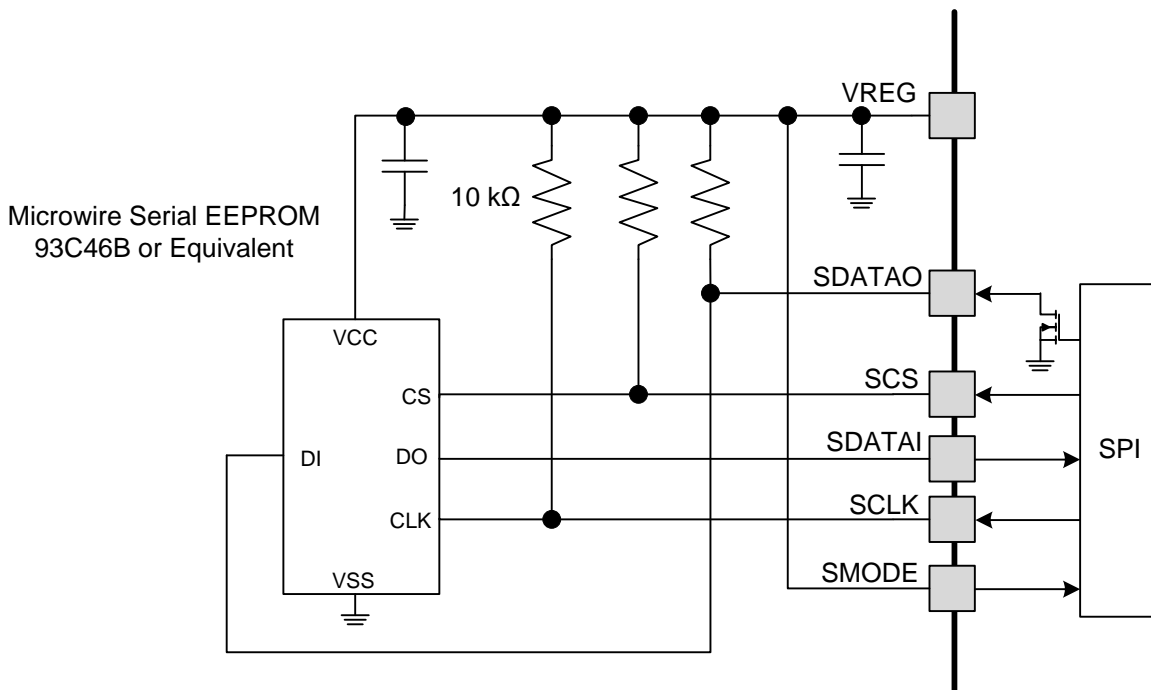 VREG
10 kΩ
Microwire Serial EEPROM
93C46B or Equivalent
SDATAO
VCC
CS
SCS
DI
DO
SDATAI
SPI
CLK
SCLK
VSS
SMODE